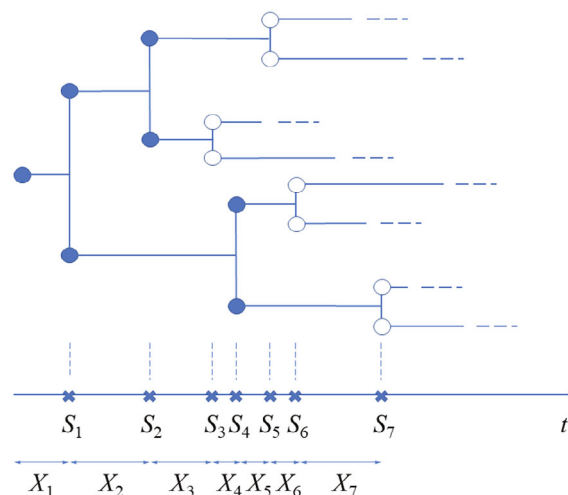 S₁ S₂ S₃ S₄ S₅ S₆ S₇ t
X₁ X₂ X₃ X₄ X₅ X₆ X₇